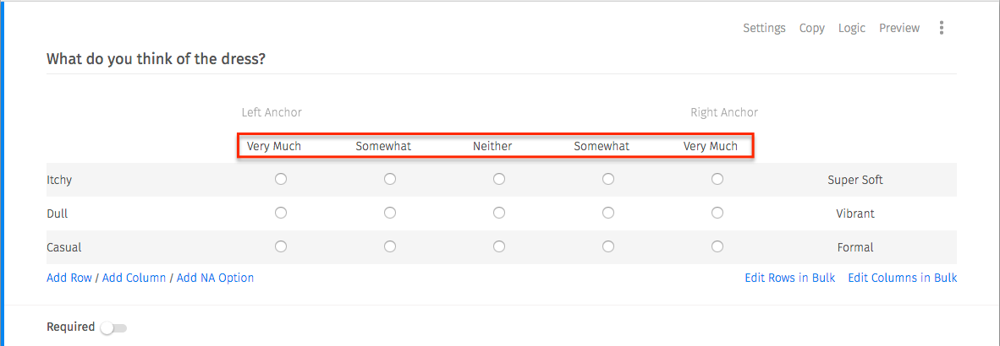 Settings Copy Logic Preview
What do you think of the dress?
Left Anchor Right Anchor
Very Much Somewhat Neither Somewhat Very Much
Itchy Super Soft
Dull Vibrant
Casual Formal
Add Row / Add Column / Add NA Option Edit Rows in Bulk Edit Columns in Bulk
Required